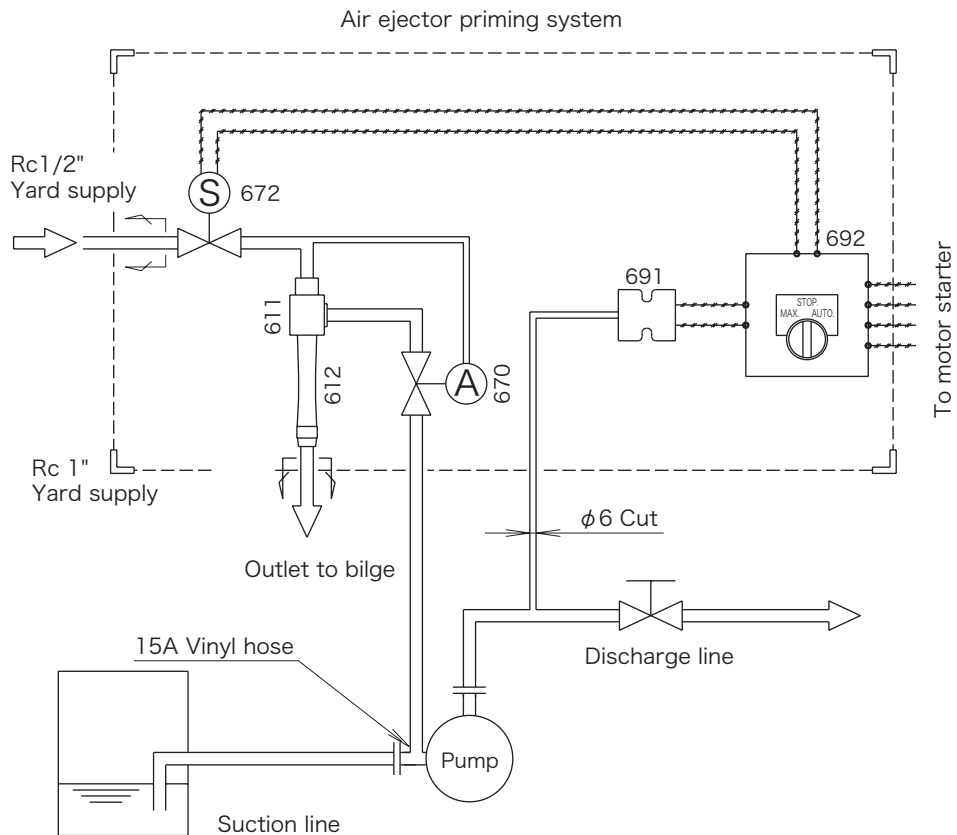 Air ejector priming system
Rc1/2"
Yard supply
S
672
692
691
STOP.
MAX. AUTO.
To motor starter
611
612
A
670
Rc 1"
Yard supply
φ6 Cut
Outlet to bilge
15A Vinyl hose
Discharge line
Pump
Suction line